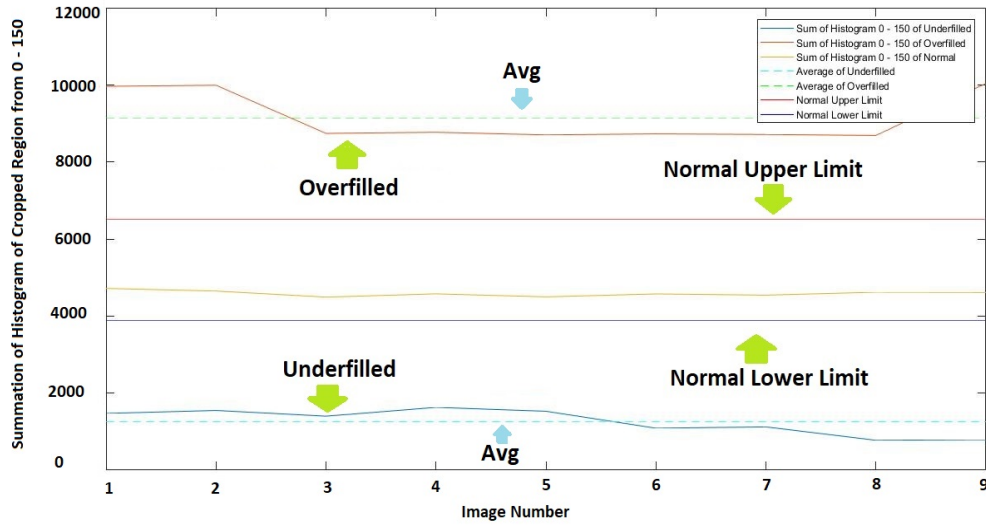 12000
10000
8000
6000
4000
2000
0
Summation of Histogram of Cropped Region from 0 - 150
Sum of Histogram 0 - 150 of Underfilled
Sum of Histogram 0 - 150 of Overfilled
Sum of Histogram 0 - 150 of Normal
Average of Underfilled
Average of Overfilled
Normal Upper Limit
Normal Lower Limit
Avg
Overfilled
Normal Upper Limit
Underfilled
Normal Lower Limit
Avg
1 2 3 4 5 6 7 8 9
Image Number